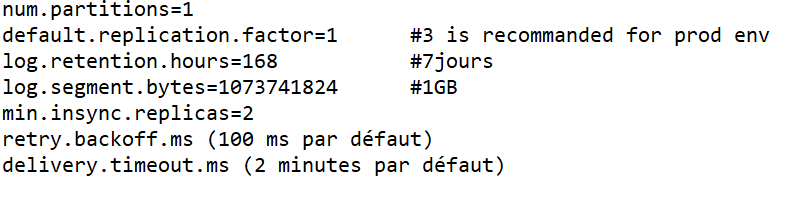 num.partitions=1
default.replication.factor=1 #3 is recommanded for prod env
log.retention.hours=168 #7jours
log.segment.bytes=1073741824 #1GB
min.insync.replicas=2
retry.backoff.ms (100 ms par défaut)
delivery.timeout.ms (2 minutes par défaut)